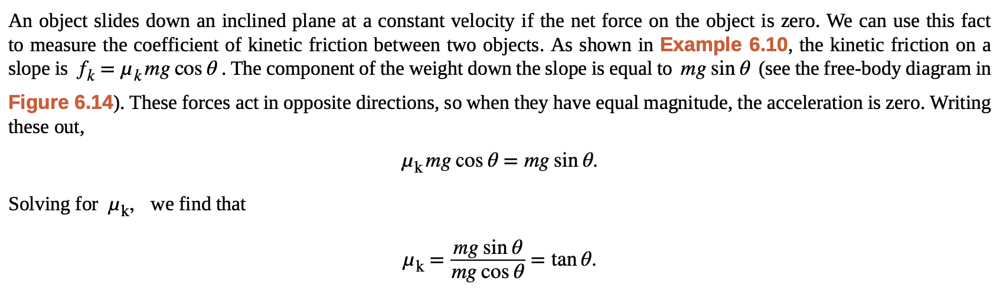 An object slides down an inclined plane at a constant velocity if the net force on the object is zero. We can use this fact
to measure the coefficient of kinetic friction between two objects. As shown in Example 6.10, the kinetic friction on a
slope is f_k = μ_k mg cos θ . The component of the weight down the slope is equal to mg sin θ (see the free-body diagram in
Figure 6.14). These forces act in opposite directions, so when they have equal magnitude, the acceleration is zero. Writing
these out,
μ_k mg cos θ = mg sin θ.
Solving for μ_k, we find that
μ_k = mg sin θ / mg cos θ = tan θ.